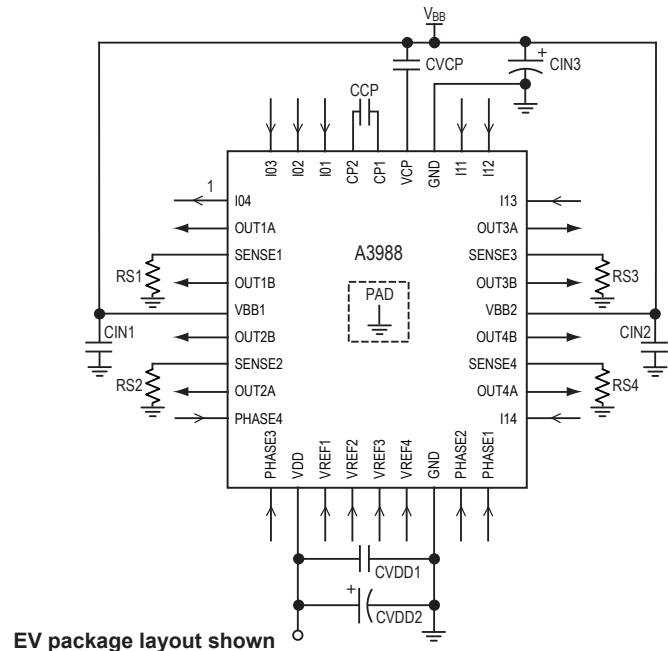 VBB
CVCP
CIN3
+
CCP
I03
I02
I01
CP2
CP1
VCP
GND
I11
I12
1
I04
I13
OUT1A
OUT3A
SENSE1
A3988
SENSE3
RS1
OUT1B
PAD
OUT3B
RS3
VBB1
VBB2
CIN1
OUT2B
OUT4B
CIN2
SENSE2
SENSE4
RS2
OUT2A
OUT4A
RS4
PHASE4
I14
PHASE3
VDD
VREF1
VREF2
VREF3
VREF4
GND
PHASE2
PHASE1
CVDD1
+
CVDD2
EV package layout shown